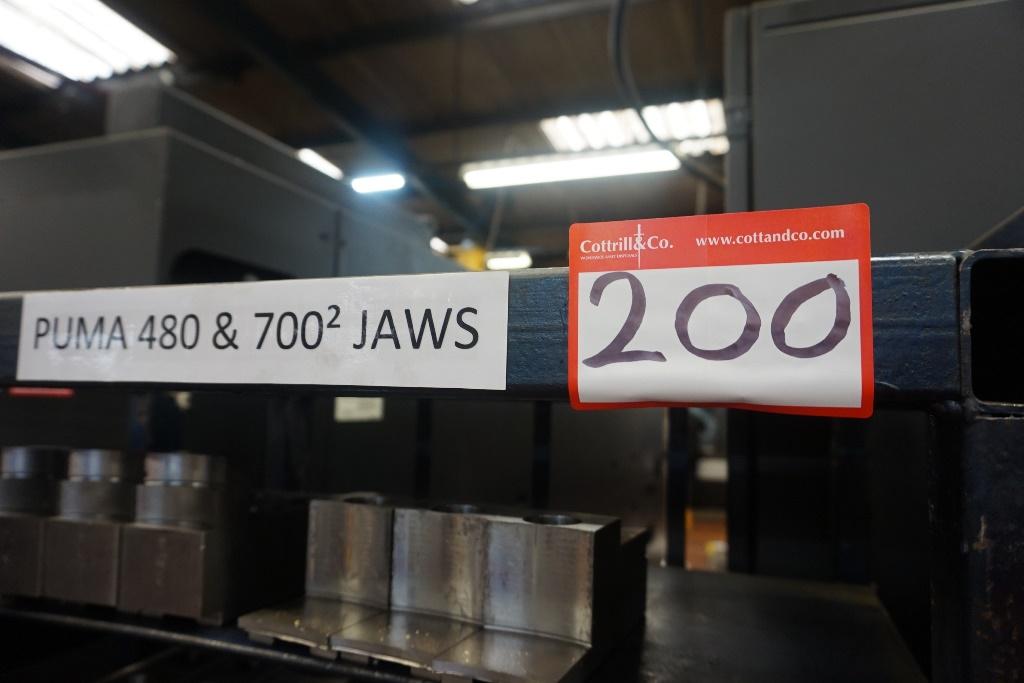 PUMA 480 & 700² JAWS
Cottrill&Co. www.cottandco.com
200